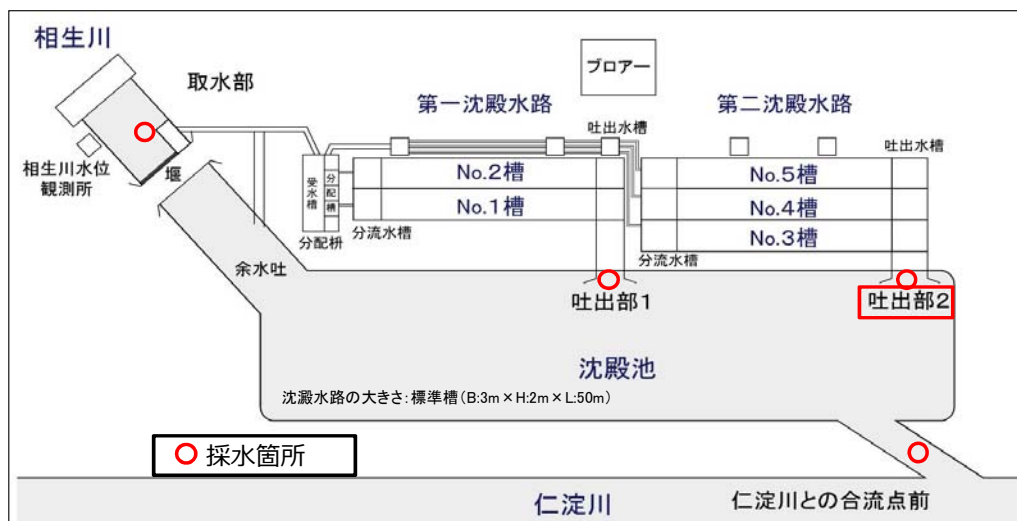 相生川
取水部
ブロアー
第一沈殿水路
第二沈殿水路
吐出水槽
吐出水槽
相生川水位
観測所
堰
受水槽
分配槽
No.2槽
No.1槽
No.5槽
No.4槽
No.3槽
分配枡
分流水槽
分流水槽
余水吐
吐出部1
吐出部2
沈殿池
沈澱水路の大きさ:標準槽(B:3m×H:2m×L:50m)
採水箇所
仁淀川
仁淀川との合流点前